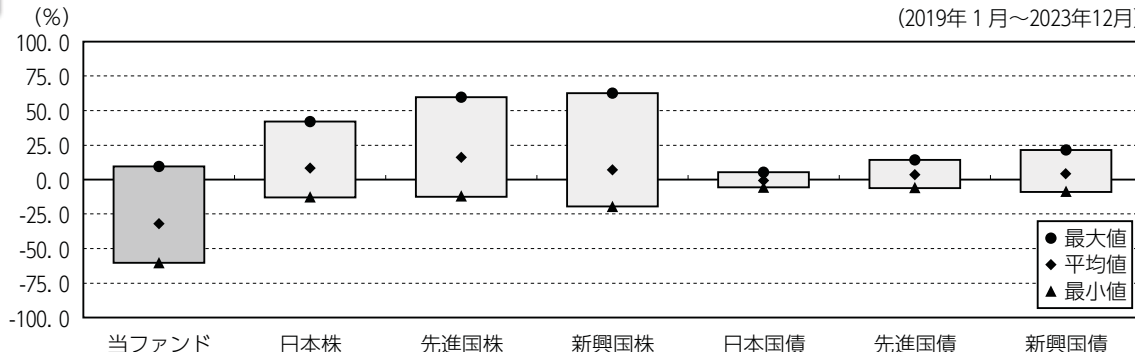 (%)
(2019年1月～2023年12月)
100.0
75.0
50.0
25.0
0.0
-25.0
-50.0
-75.0
-100.0
● 最大値
◆ 平均値
▲ 最小値
当ファンド 日本株 先進国株 新興国株 日本国債 先進国債 新興国債